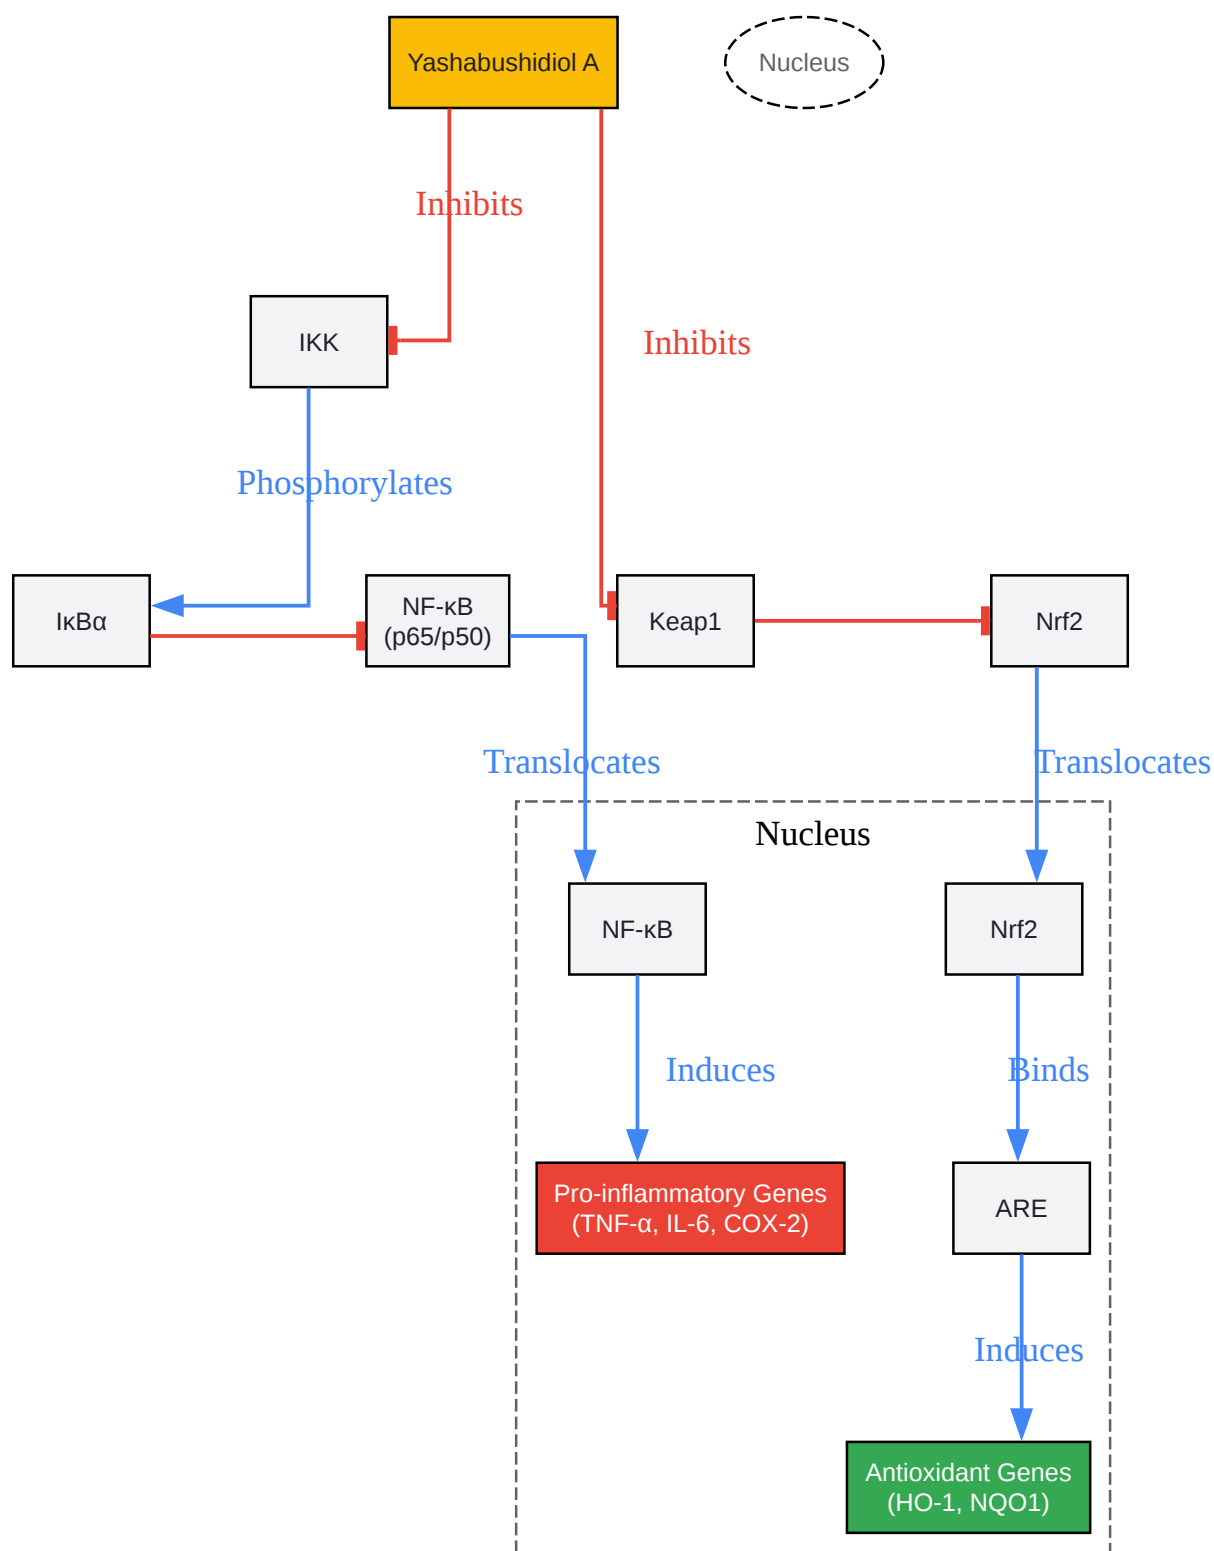 Yashabushidiol A
Nucleus
Inhibits
IKK
Inhibits
Phosphorylates
IκBα
NF-κB
(p65/p50)
Keap1
Nrf2
Translocates
Translocates
Nucleus
NF-κB
Nrf2
Induces
Binds
Pro-inflammatory Genes
(TNF-α, IL-6, COX-2)
ARE
Induces
Antioxidant Genes
(HO-1, NQO1)